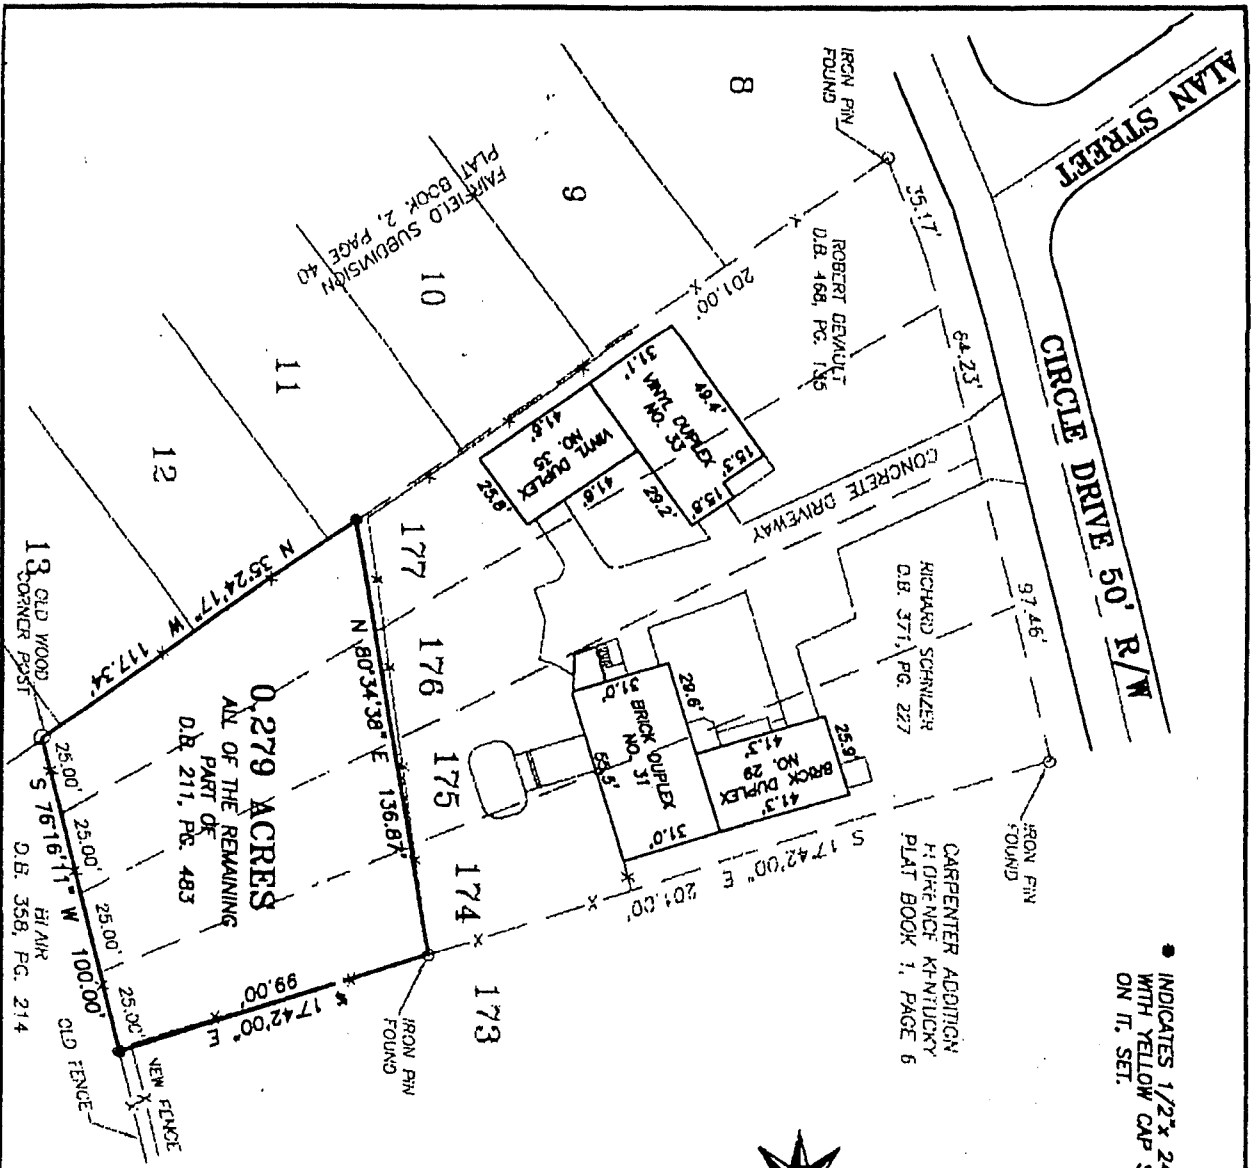 ALAN STREET
CIRCLE DRIVE 50' R/W
IRON PIN
FOUND
35.17'
64.23'
97.46'
IRON PIN
FOUND
8
9
10
11
12
13
FAIRFIELD SUBDIVISION
PLAT BOOK 2, PAGE 40
ROBERT DEVAULT
D.B. 468, PG. 135
201.00'
VINYL DUPLEX
NO. 33
31.1'
49.4'
15.3'
15.8'
29.2'
VINYL DUPLEX
NO. 35
41.6'
41.6'
25.8'
CONCRETE DRIVEWAY
RICHARD SCHNIZER
D.B. 371, PG. 227
BRICK DUPLEX
NO. 31
31.0'
29.6'
55.5'
31.0'
BRICK DUPLEX
NO. 29
41.3'
41.3'
25.9'
S 17°42'00" E
201.00'
CARPENTER ADDITION
FLORENCE KENTUCKY
PLAT BOOK 1, PAGE 6
● INDICATES 1/2"x
WITH YELLOW CAP
ON IT. SET.
177
176
175
174
173
N 80°34'38" E
136.87'
N 35°24'17" W
117.34'
0.279 ACRES
ALL OF THE REMAINING
PART OF
D.B. 211, PG. 483
99.00'
17°42'00" E
IRON PIN
FOUND
OLD WOOD
CORNER POST
25.00'
25.00'
25.00'
25.00'
S 76°16'11" W
100.00'
BLAIR
D.B. 358, PG. 214
NEW FENCE
OLD FENCE